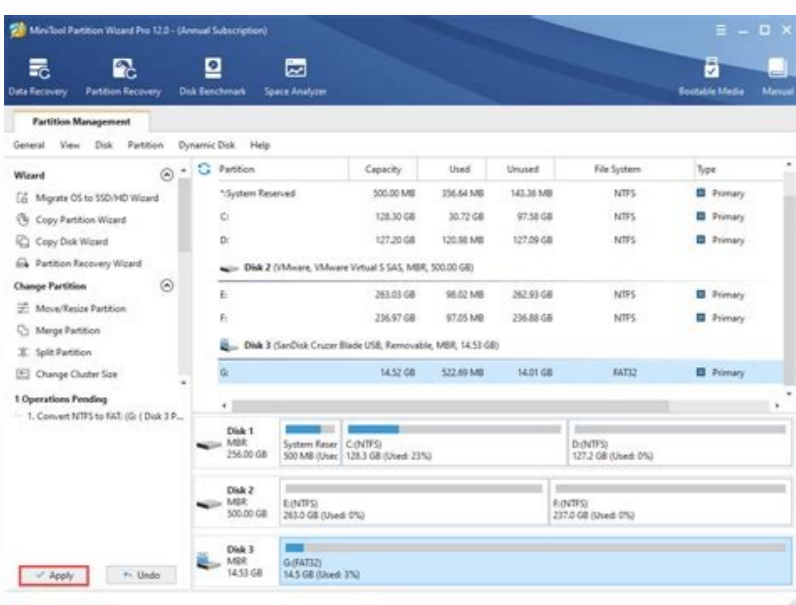 MiniTool Partition Wizard Pro 12.0 - (Annual Subscription)
Data Recovery Partition Recovery Disk Benchmark Space Analyzer Bootable Media Manual
Partition Management
General View Disk Partition Dynamic Disk Help
Wizard
Migrate OS to SSD/HD Wizard
Copy Partition Wizard
Copy Disk Wizard
Partition Recovery Wizard
Change Partition
Move/Resize Partition
Merge Partition
Split Partition
Change Cluster Size
1 Operations Pending
1. Convert NTFS to FAT: (G: ( Disk 3 P...
Apply Undo
Partition Capacity Used Unused File System Type
*:System Reserved 500.00 MB 356.64 MB 143.36 MB NTFS Primary
C: 128.30 GB 30.72 GB 97.58 GB NTFS Primary
D: 127.20 GB 120.98 MB 127.09 GB NTFS Primary
Disk 2 (VMware, VMware Virtual S SAS, MBR, 500.00 GB)
E: 263.03 GB 98.02 MB 262.93 GB NTFS Primary
F: 236.97 GB 97.05 MB 236.88 GB NTFS Primary
Disk 3 (SanDisk Cruzer Blade USB, Removable, MBR, 14.53 GB)
G: 14.52 GB 522.69 MB 14.01 GB FAT32 Primary
Disk 1
MBR
256.00 GB
System Reser
500 MB (Usec
C:(NTFS)
128.3 GB (Used: 23%)
D:(NTFS)
127.2 GB (Used: 0%)
Disk 2
MBR
500.00 GB
E:(NTFS)
263.0 GB (Used: 0%)
F:(NTFS)
237.0 GB (Used: 0%)
Disk 3
MBR
14.53 GB
G:(FAT32)
14.5 GB (Used: 3%)